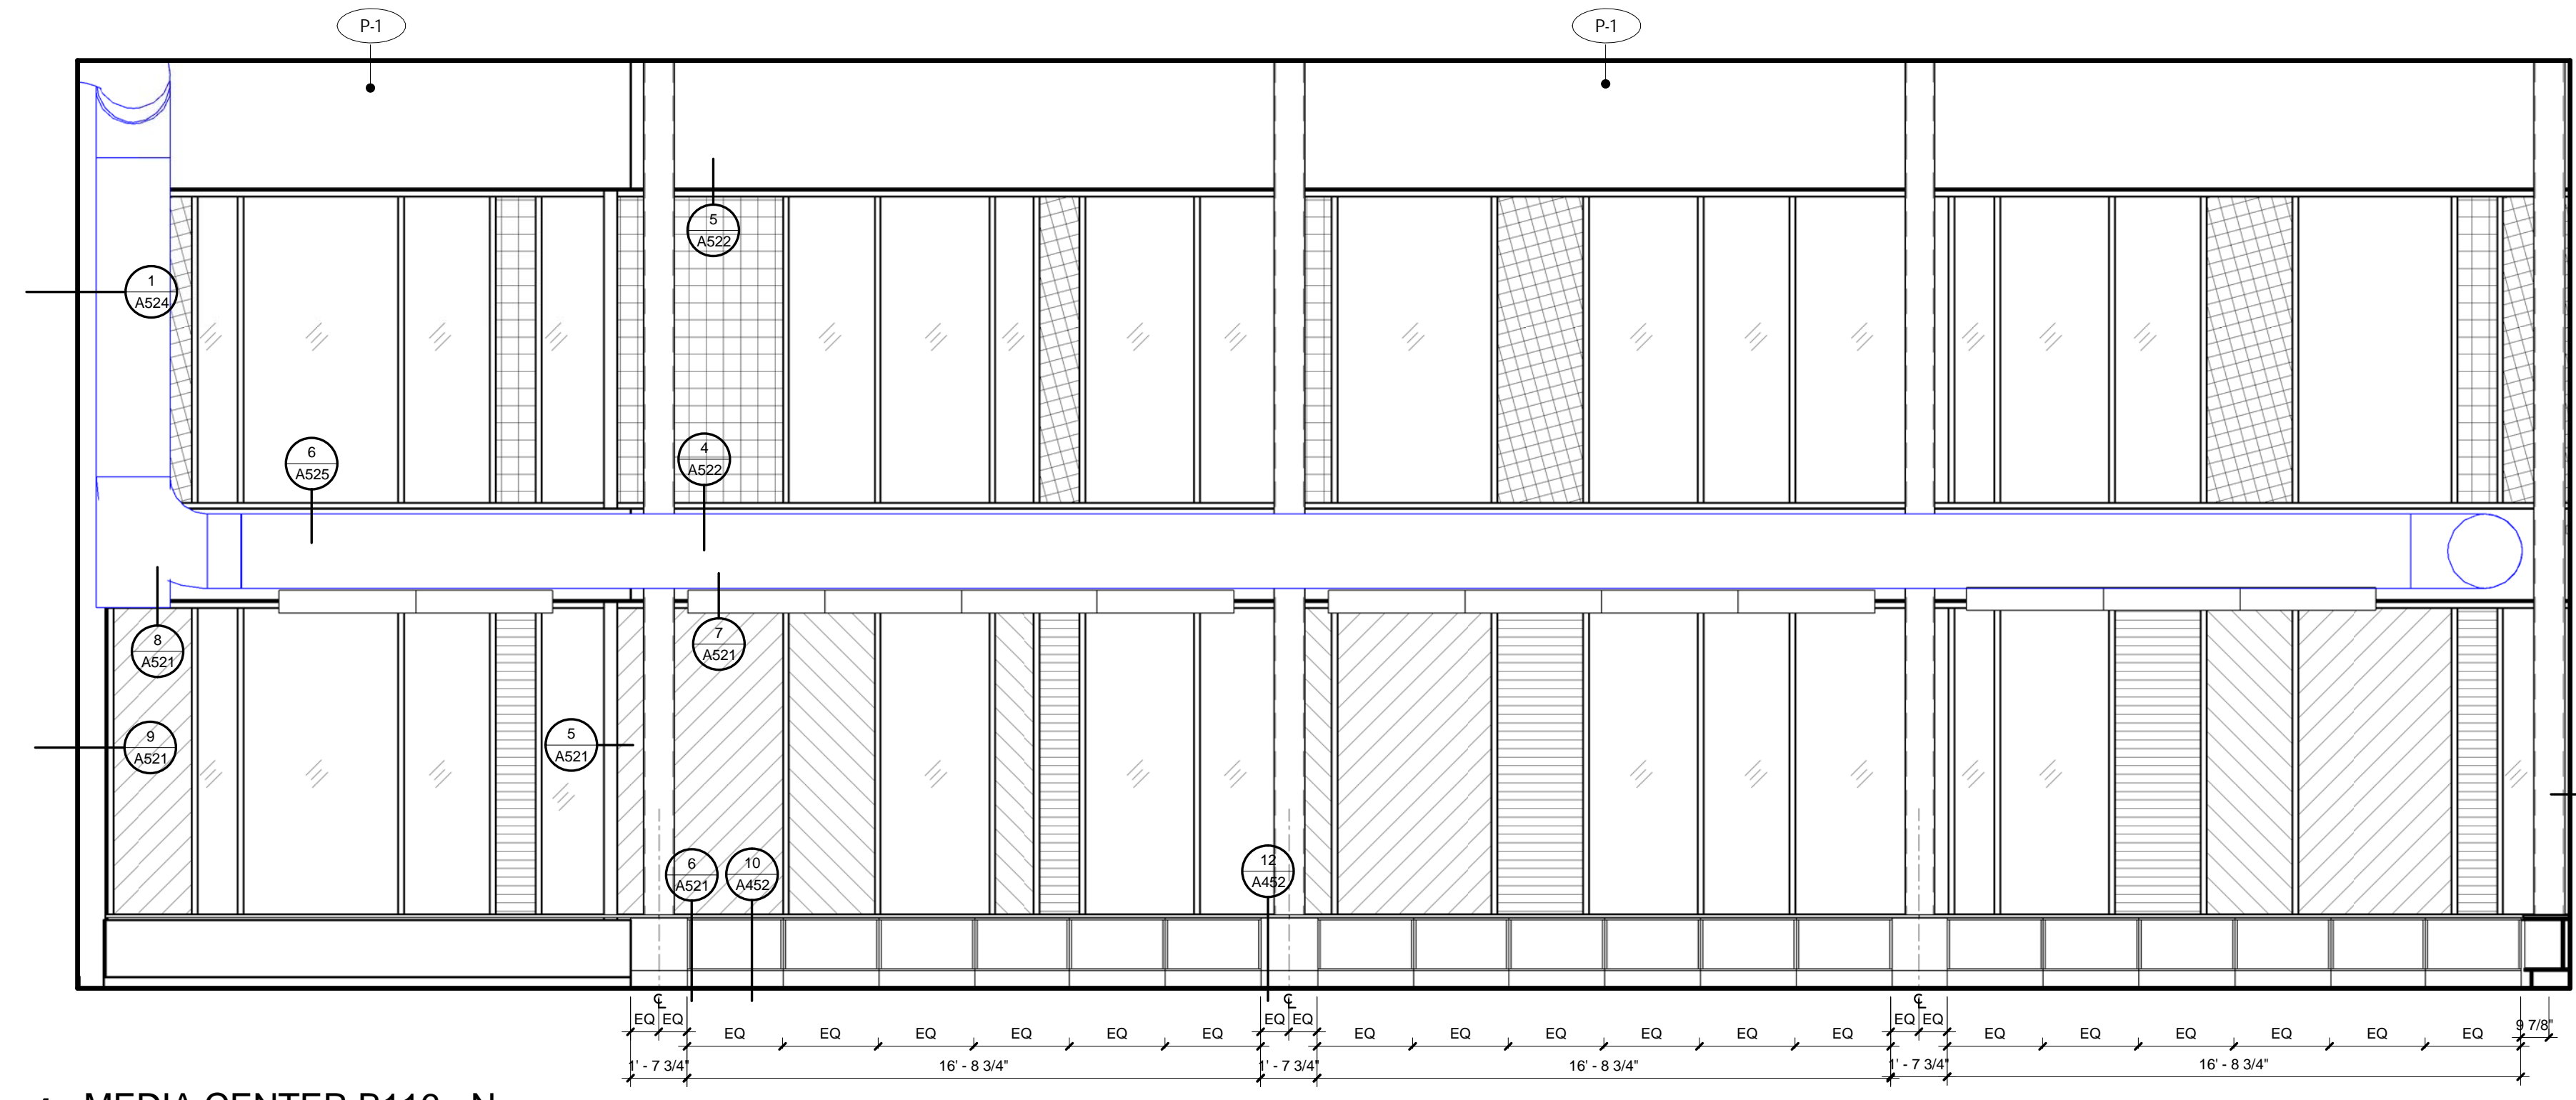 P-1 P-1
5
A522
1
A524
6
A525
4
A522
8
A521
7
A521
9
A521
5
A521
6
A521
10
A452
12
A452
℄ ℄ ℄
EQ EQ EQ EQ EQ EQ 9 7/8"
EQ EQ EQ EQ EQ EQ EQ EQ EQ EQ EQ EQ EQ EQ EQ EQ EQ EQ
1' - 7 3/4" 16' - 8 3/4" 1' - 7 3/4" 16' - 8 3/4" 1' - 7 3/4" 16' - 8 3/4"